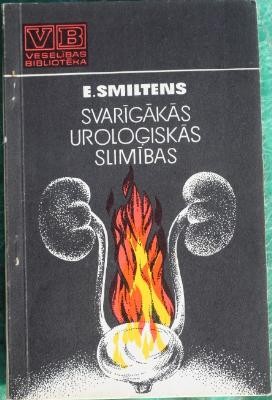 VB
VESELĪBAS
BIBLIOTĒKA
E.SMILTENS
SVARĪGĀKĀS
UROLOĢISKĀS
SLIMĪBAS